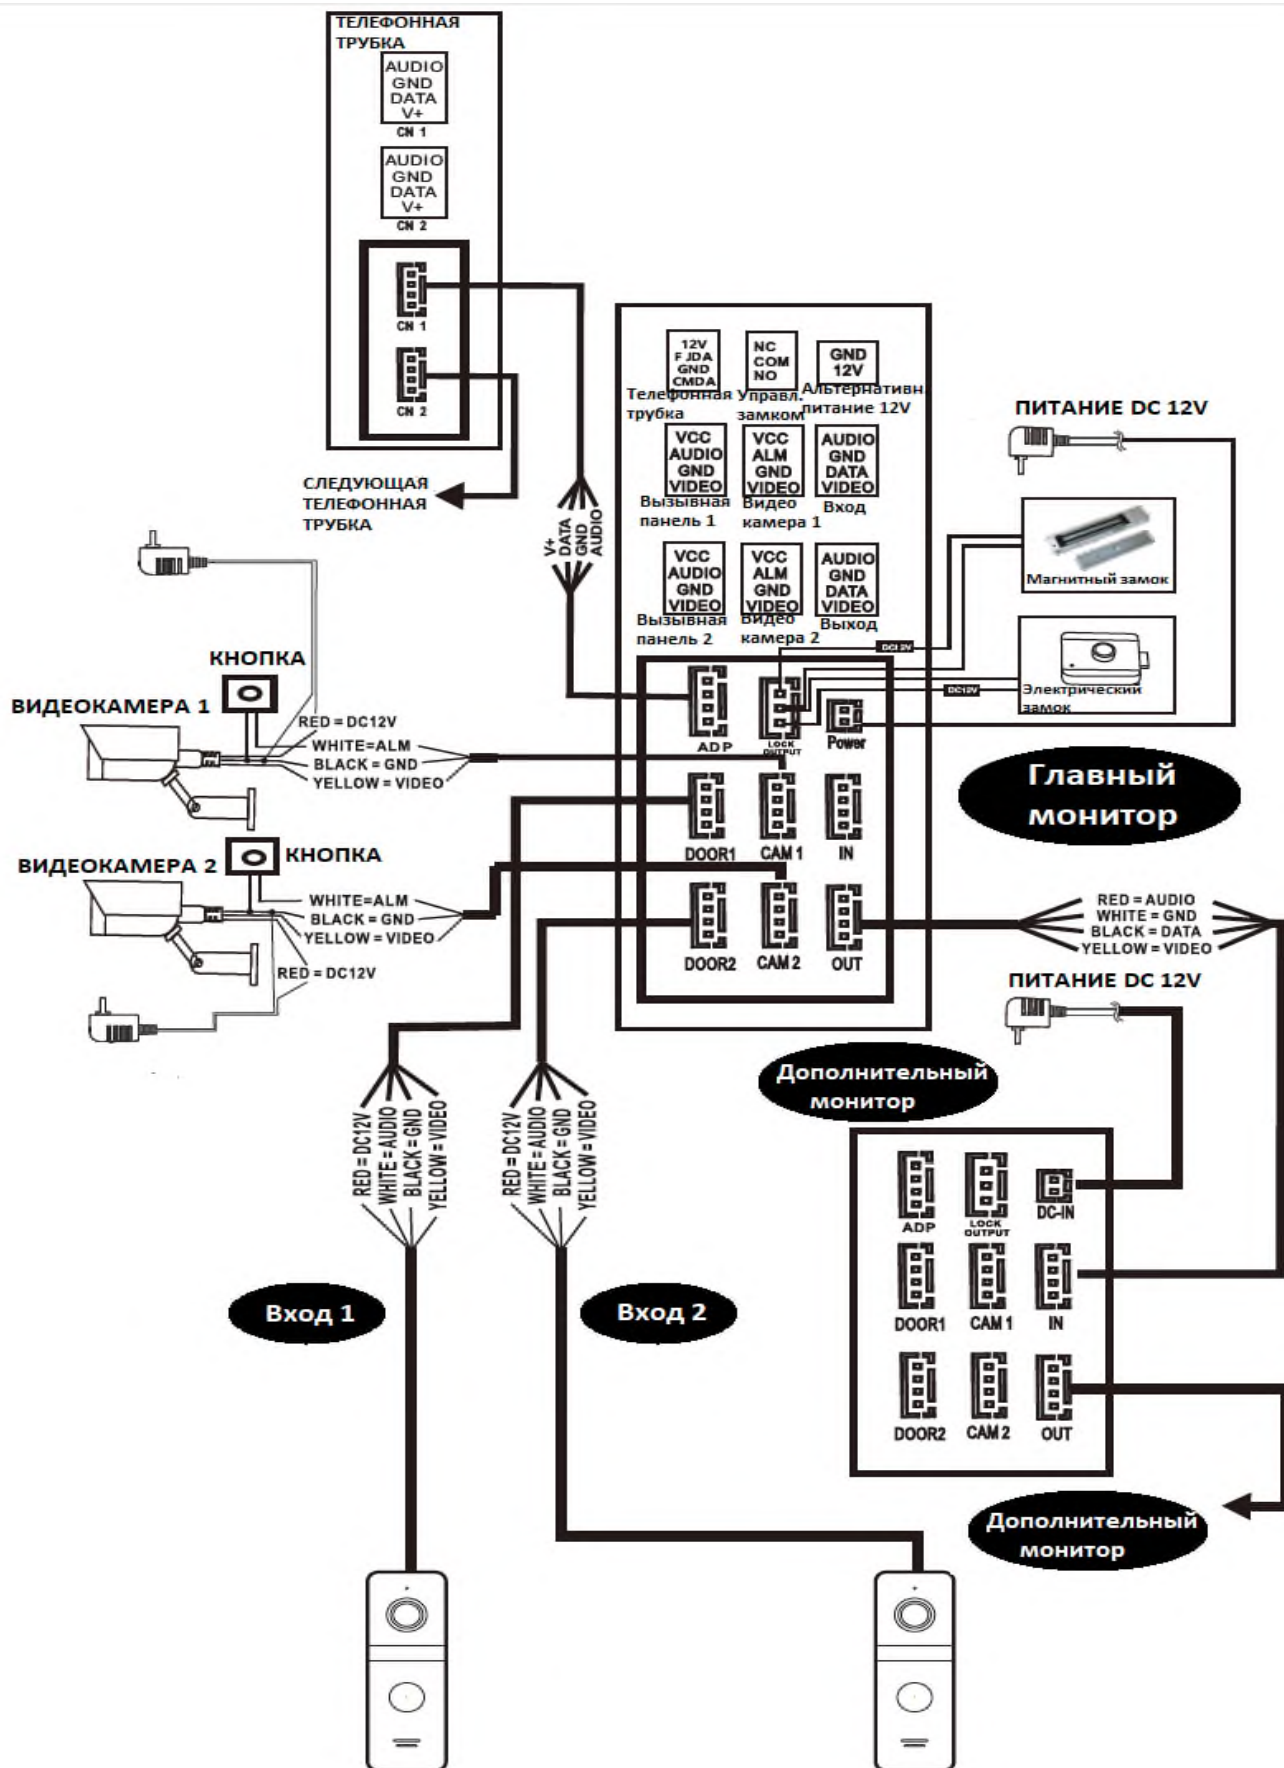 ТЕЛЕФОННАЯ
ТРУБКА
AUDIO
GND
DATA
V+
CN 1
AUDIO
GND
DATA
V+
CN 2
CN 1
CN 2
СЛЕДУЮЩАЯ
ТЕЛЕФОННАЯ
ТРУБКА
V+
DATA
GND
AUDIO
12V
F JDA
GND
CMDA
Телефонная
трубка
NC
COM
NO
Управл.
замком
GND
12V
Альтернативн.
питание 12V
VCC
AUDIO
GND
VIDEO
Вызывная
панель 1
VCC
ALM
GND
VIDEO
Видео
камера 1
AUDIO
GND
DATA
VIDEO
Вход
VCC
AUDIO
GND
VIDEO
Вызывная
панель 2
VCC
ALM
GND
VIDEO
Видео
камера 2
AUDIO
GND
DATA
VIDEO
Выход
ПИТАНИЕ DC 12V
Магнитный замок
Электрический
замок
DC12V
DC12V
ADP
LOCK
OUTPUT
Power
DOOR1
CAM 1
IN
DOOR2
CAM 2
OUT
Главный
монитор
КНОПКА
ВИДЕОКАМЕРА 1
RED = DC12V
WHITE=ALM
BLACK = GND
YELLOW = VIDEO
КНОПКА
ВИДЕОКАМЕРА 2
WHITE=ALM
BLACK = GND
YELLOW = VIDEO
RED = DC12V
RED = AUDIO
WHITE = GND
BLACK = DATA
YELLOW = VIDEO
ПИТАНИЕ DC 12V
Дополнительный
монитор
RED = DC12V
WHITE = AUDIO
BLACK = GND
YELLOW = VIDEO
RED = DC12V
WHITE = AUDIO
BLACK = GND
YELLOW = VIDEO
ADP
LOCK
OUTPUT
DC-IN
DOOR1
CAM 1
IN
DOOR2
CAM 2
OUT
Вход 1
Вход 2
Дополнительный
монитор